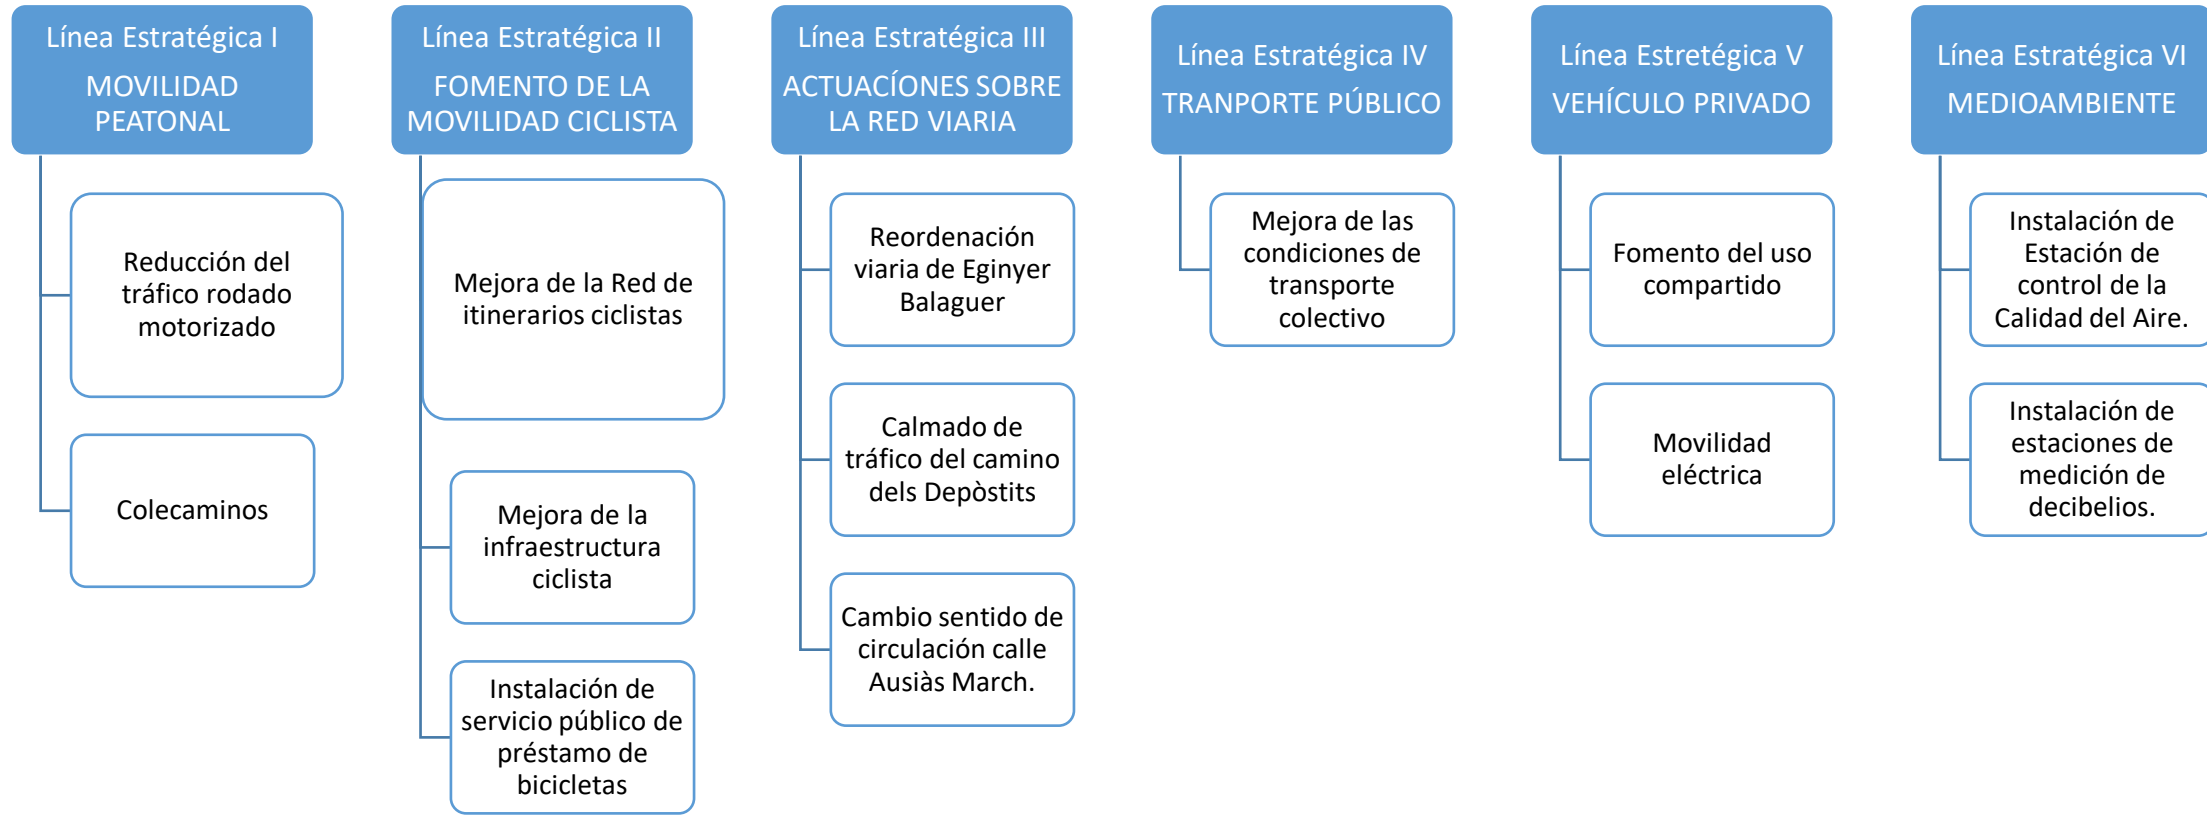 Línea Estratégica I
MOVILIDAD
PEATONAL
Reducción del
tráfico rodado
motorizado
Colecaminos
Línea Estratégica II
FOMENTO DE LA
MOVILIDAD CICLISTA
Mejora de la Red de
itinerarios ciclistas
Mejora de la
infraestructura
ciclista
Instalación de
servicio público de
préstamo de
bicicletas
Línea Estratégica III
ACTUACÍONES SOBRE
LA RED VIARIA
Reordenación
viaria de Eginyer
Balaguer
Calmado de
tráfico del camino
dels Depòstits
Cambio sentido de
circulación calle
Ausiàs March.
Línea Estratégica IV
TRANPORTE PÚBLICO
Mejora de las
condiciones de
transporte
colectivo
Línea Estretégica V
VEHÍCULO PRIVADO
Fomento del uso
compartido
Movilidad
eléctrica
Línea Estratégica VI
MEDIOAMBIENTE
Instalación de
Estación de
control de la
Calidad del Aire.
Instalación de
estaciones de
medición de
decibelios.